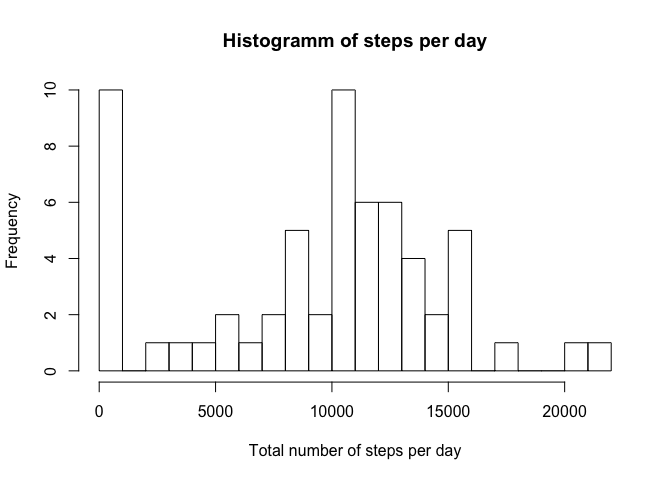 Histogramm of steps per day
Frequency
10
8
6
4
2
0
0 5000 10000 15000 20000
Total number of steps per day